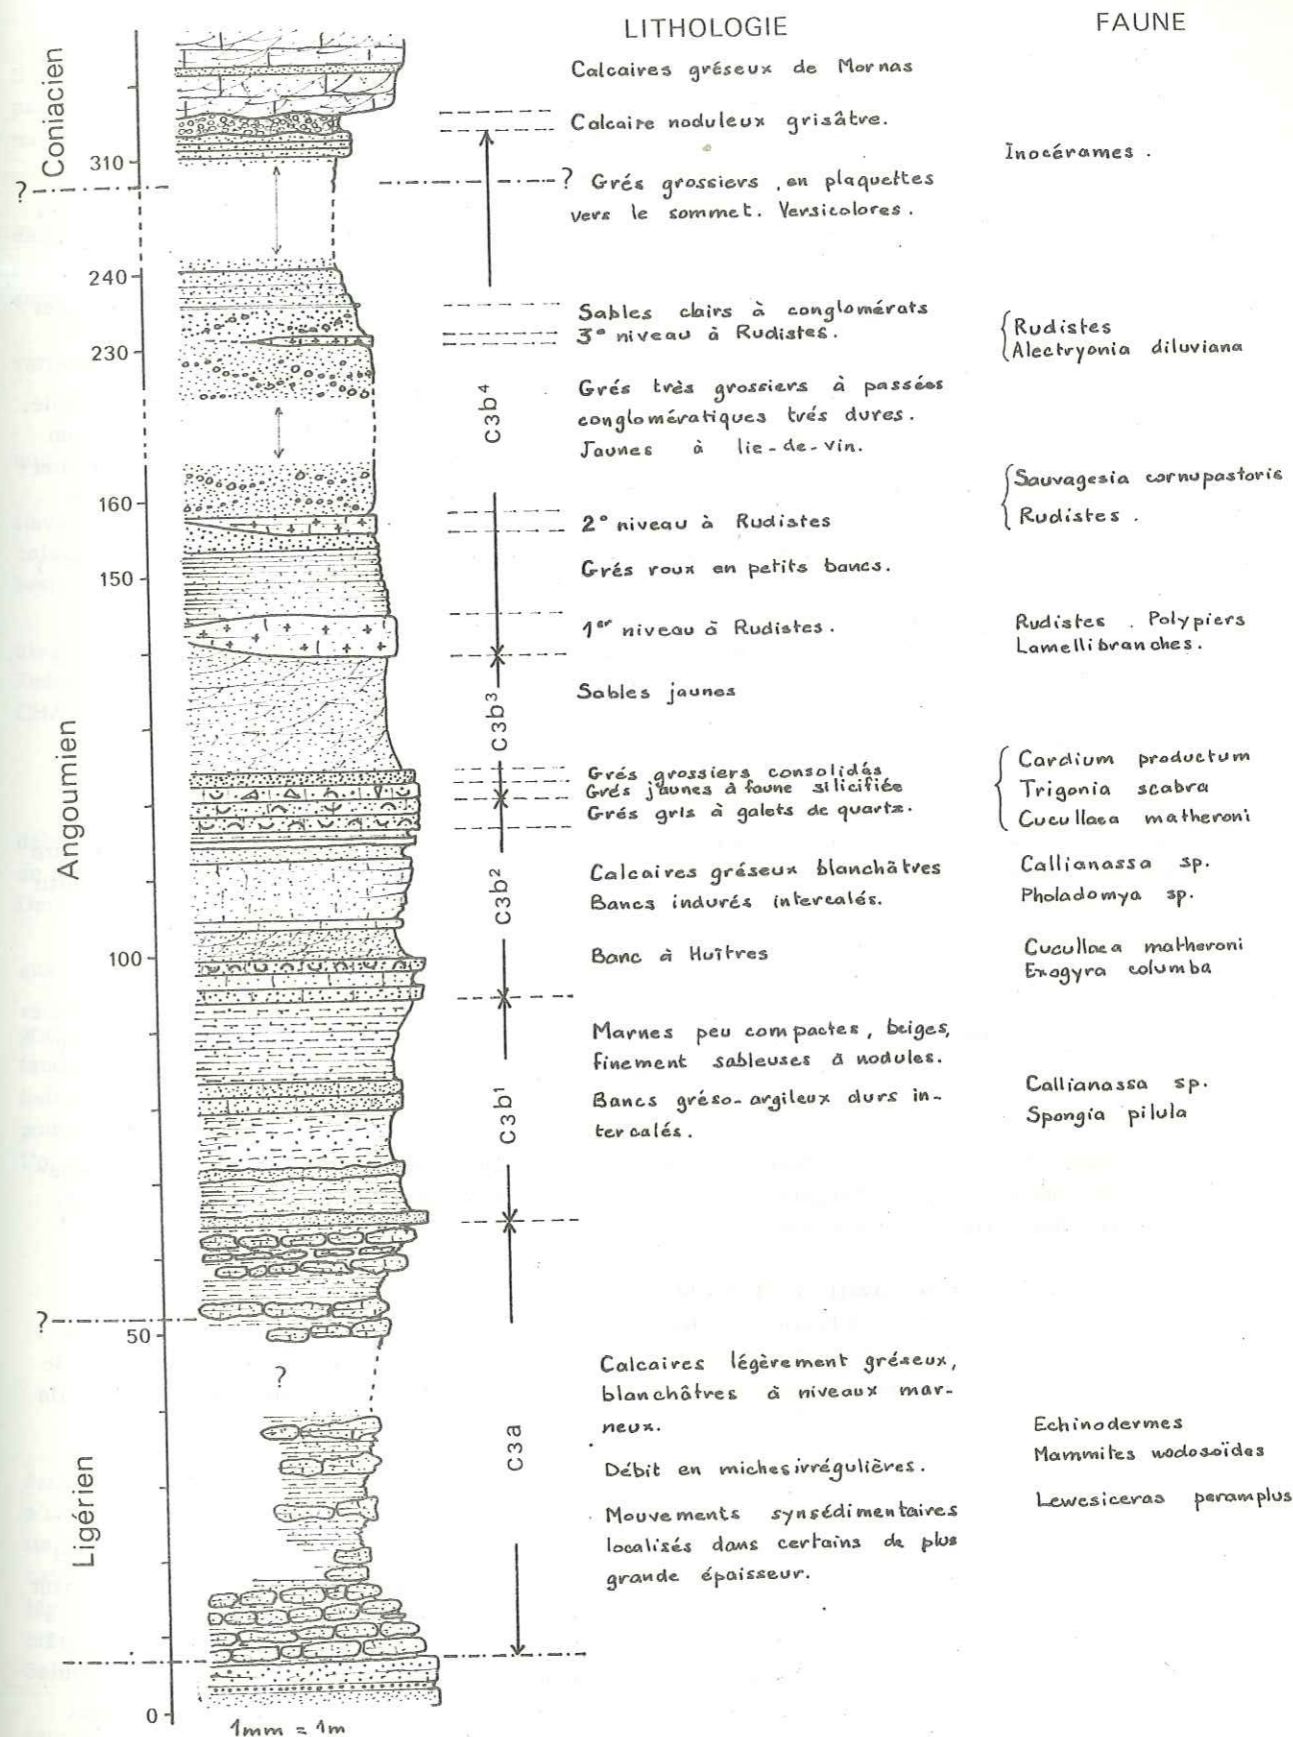 LITHOLOGIE
FAUNE
Coniacien
Angoumien
Ligérien
?
310
240
230
160
150
100
?
50
?
0
1mm = 1m
c3b⁴
c3b³
c3b²
c3b¹
c3a
Calcaires gréseux de Mornas
Calcaire noduleux grisâtre.
Inocérames .
? Grés grossiers , en plaquettes
vers le sommet. Versicolores.
Sables clairs à conglomérats
3° niveau à Rudistes.
Rudistes
Alectryonia diluviana
Grés très grossiers à passées
conglomératiques trés dures.
Jaunes à lie-de-vin.
Sauvagesia cornupastoris
Rudistes .
2° niveau à Rudistes
Grés roux en petits bancs.
1er niveau à Rudistes.
Rudistes . Polypiers
Lamellibranches.
Sables jaunes
Grés grossiers consolidés
Grés jaunes à faune silicifiée
Grés gris à galets de quartz.
Cardium productum
Trigonia scabra
Cucullaea matheroni
Calcaires gréseux blanchâtres
Bancs indurés intercalés.
Callianassa sp.
Pholadomya sp.
Banc à Huîtres
Cucullaea matheroni
Exogyra columba
Marnes peu compactes, beiges,
finement sableuses à nodules.
Bancs gréso-argileux durs in-
tercalés.
Callianassa sp.
Spongia pilula
Calcaires légèrement gréseux,
blanchâtres à niveaux mar-
neux.
Débit en miches irrégulières.
Mouvements synsédimentaires
localisés dans certains de plus
grande épaisseur.
Echinodermes
Mammites nodosoïdes
Lewesiceras peramplus